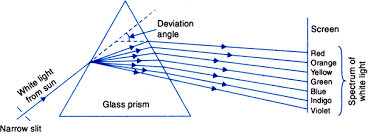 Deviation
angle
Screen
White light
from sun
Glass prism
Narrow slit
Red
Orange
Yellow
Green
Blue
Indigo
Violet
Spectrum of
white light